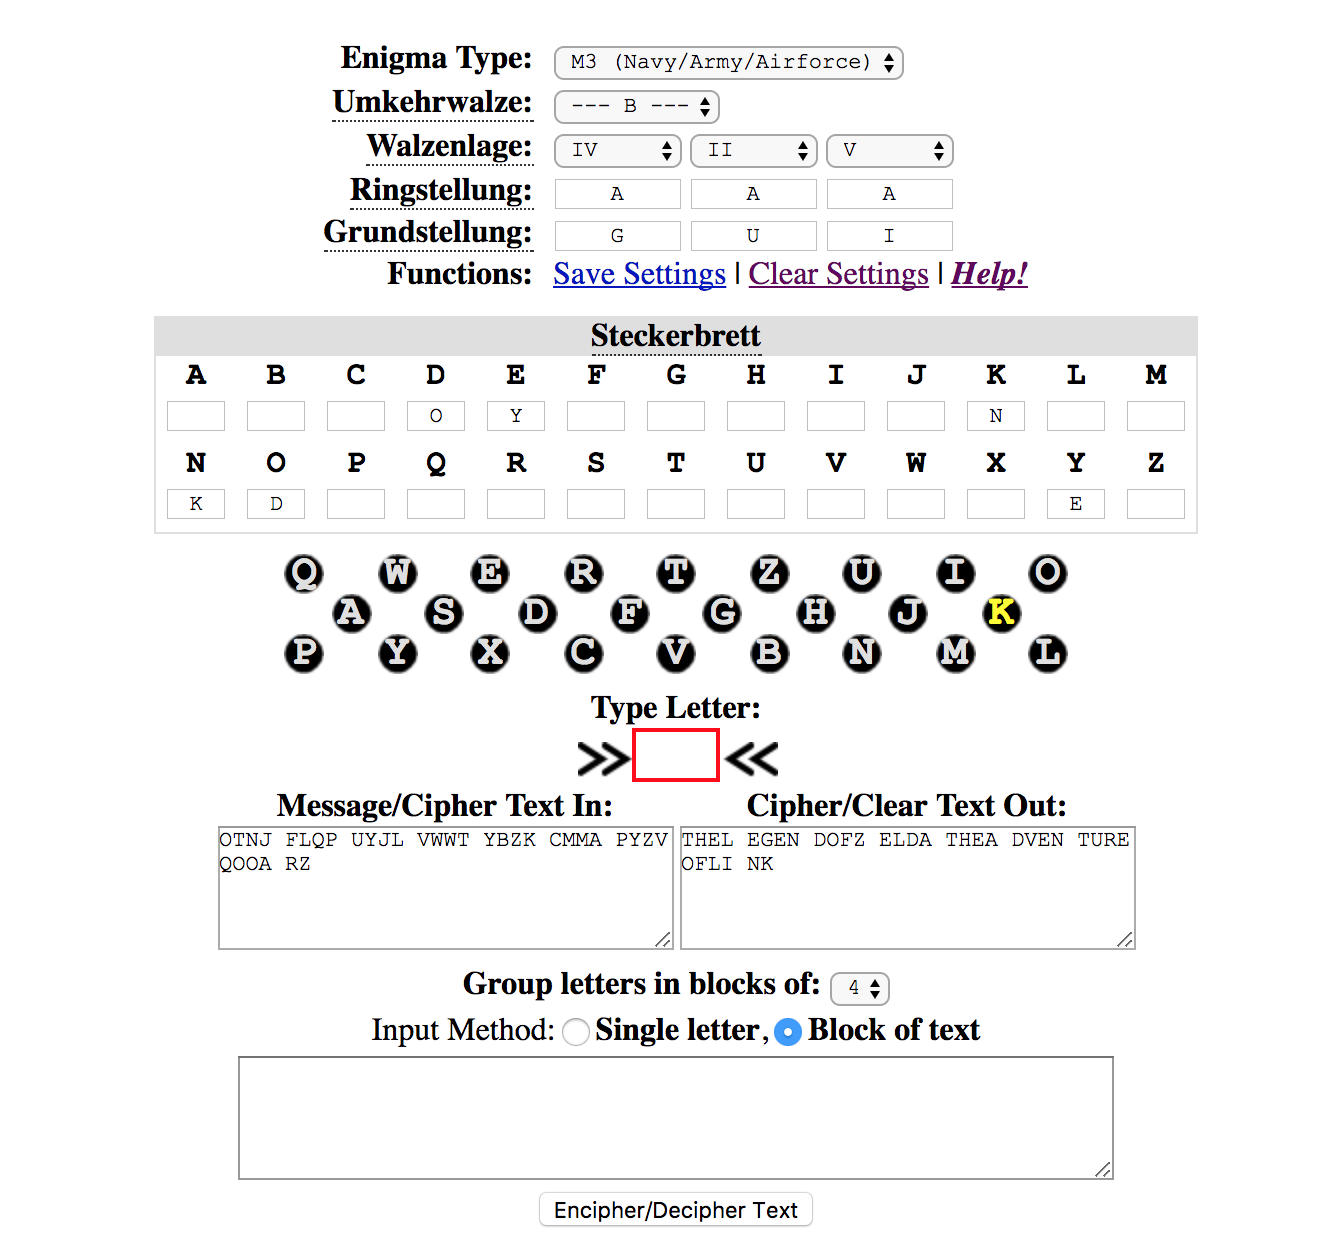 Enigma Type: M3 (Navy/Army/Airforce)
Umkehrwalze: --- B ---
Walzenlage: IV II V
Ringstellung: A A A
Grundstellung: G U I
Functions: Save Settings | Clear Settings | Help!
Steckerbrett
A B C D E F G H I J K L M
O Y N
N O P Q R S T U V W X Y Z
K D E
Q W E R T Z U I O
A S D F G H J K
P Y X C V B N M L
Type Letter:
>> <<
Message/Cipher Text In: Cipher/Clear Text Out:
OTNJ FLQP UYJL VWWT YBZK CMMA PYZV THEL EGEN DOFZ ELDA THEA DVEN TURE
QOOA RZ OFLI NK
Group letters in blocks of: 4
Input Method: Single letter, Block of text
Encipher/Decipher Text